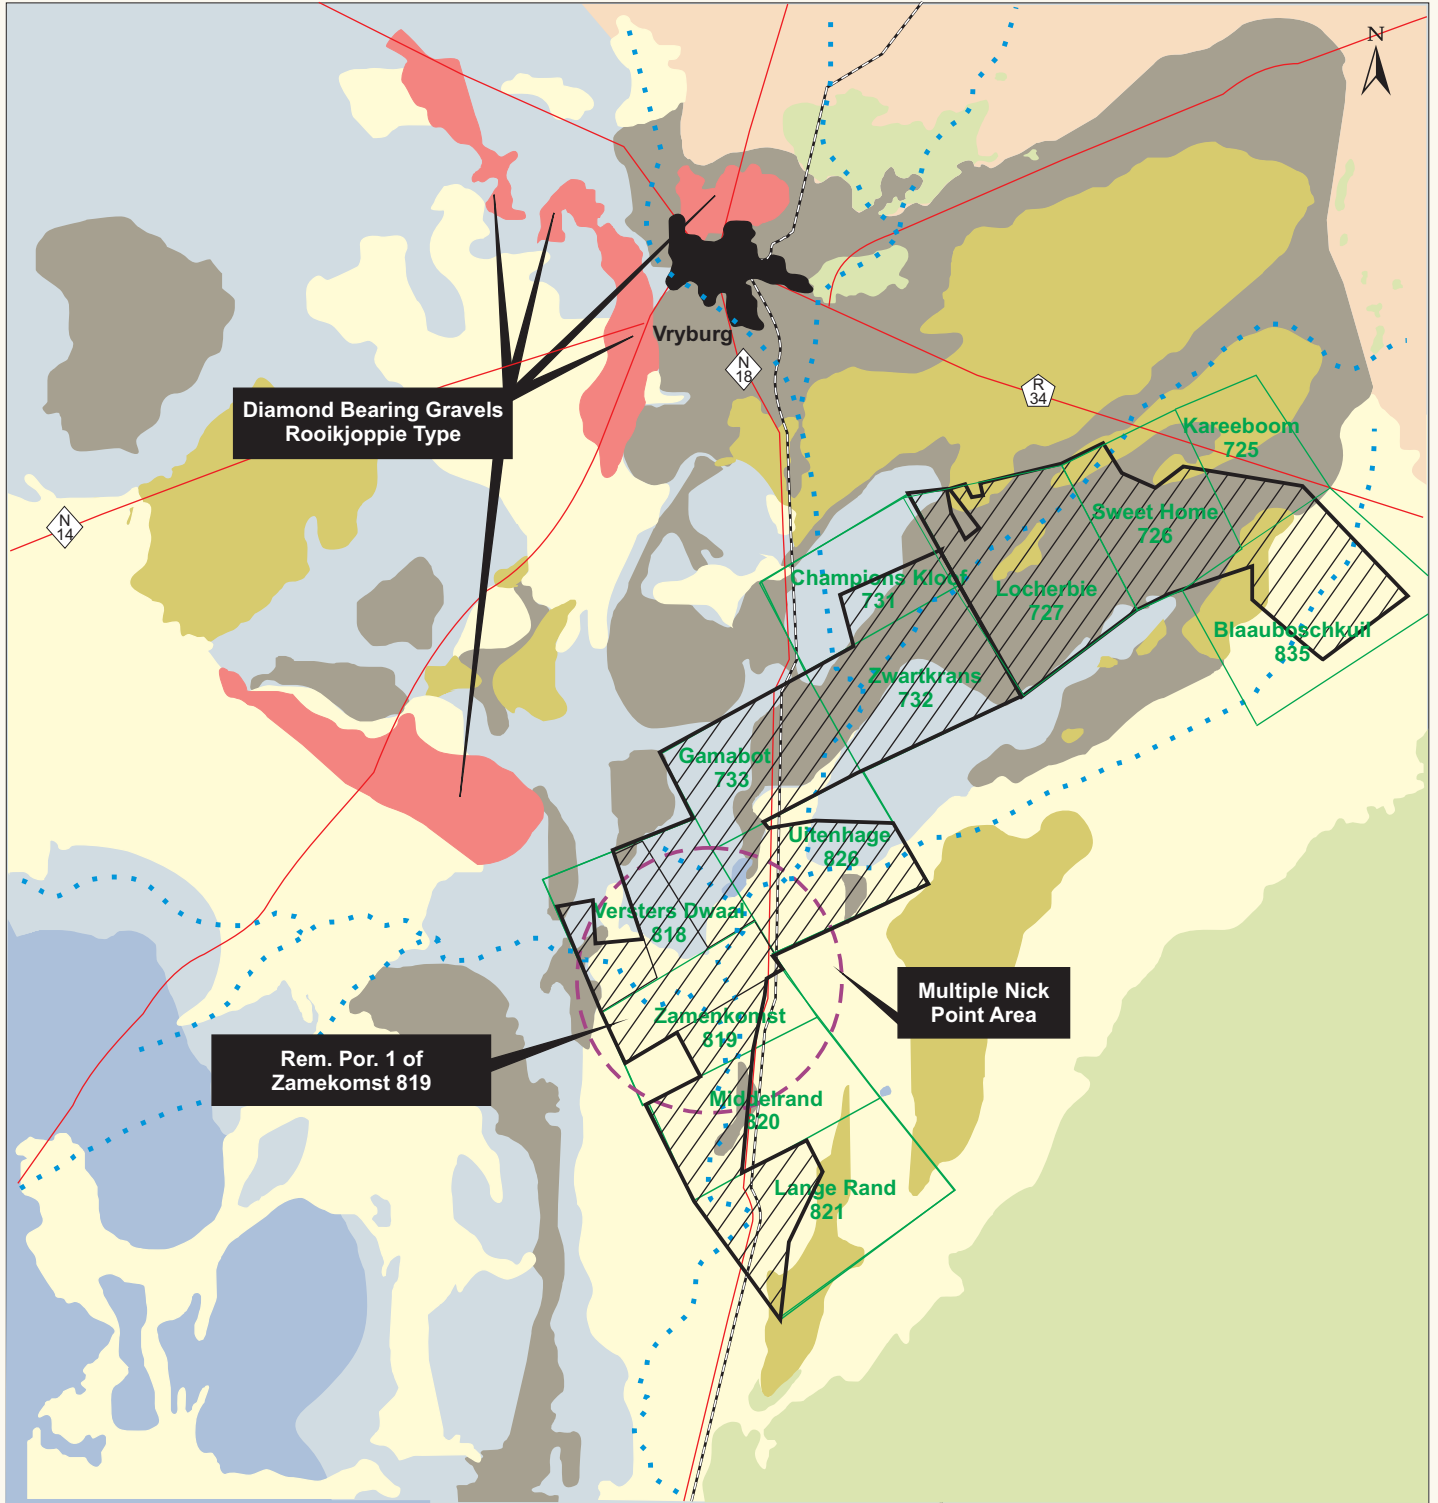 N
Vryburg
N
18
R
34
Diamond Bearing Gravels
Rooikjoppie Type
N
14
Kareeboom
725
Sweet Home
726
Champions Kloof
731
Locherbie
727
Blaauboschkuil
835
Zwartkrans
732
Gamabot
733
Uitenhage
826
Versters Dwaal
818
Multiple Nick
Point Area
Zamenkomst
819
Rem. Por. 1 of
Zamekomst 819
Middelrand
820
Lange Rand
821